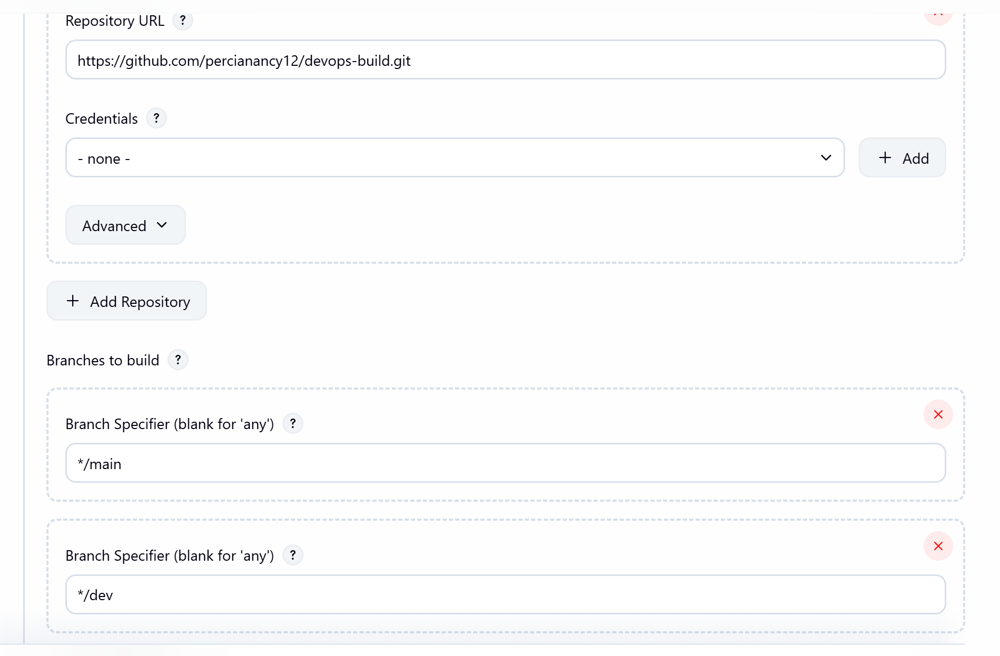 Repository URL ?
https://github.com/percianancy12/devops-build.git
Credentials ?
- none -
+ Add
Advanced
+ Add Repository
Branches to build ?
Branch Specifier (blank for 'any') ?
*/main
Branch Specifier (blank for 'any') ?
*/dev